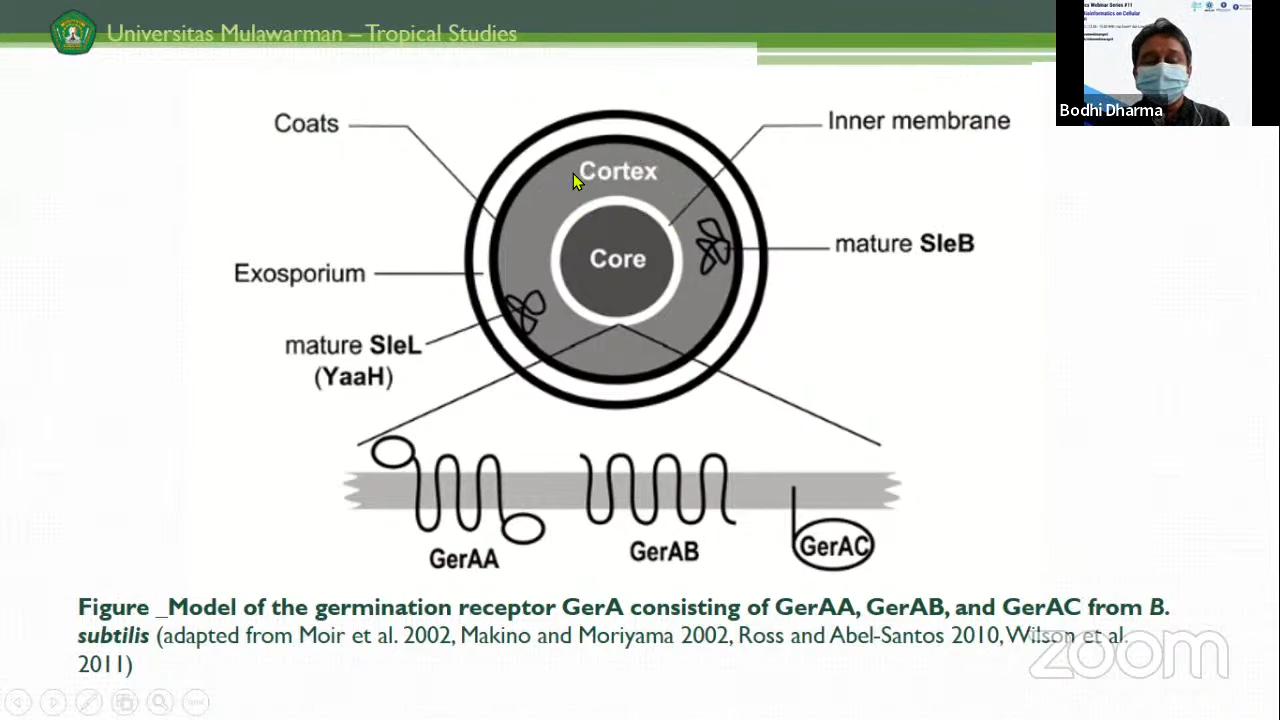 Universitas Mulawarman – Tropical Studies
Bodhi Dharma
Coats
Inner membrane
Cortex
mature SleB
Core
Exosporium
mature SleL
(YaaH)
GerAA
GerAB
GerAC
Figure _Model of the germination receptor GerA consisting of GerAA, GerAB, and GerAC from B.
subtilis (adapted from Moir et al. 2002, Makino and Moriyama 2002, Ross and Abel-Santos 2010, Wilson et al.
2011)
zoom